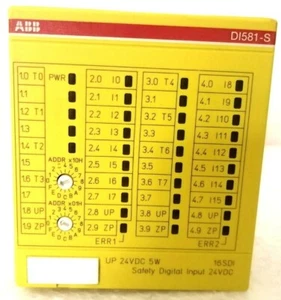 ABB
DI581-S
1.0 T0 PWR 2.0 I0 3.0 T4 4.0 I8
1.1 2.1 I1 3.1 4.1 I9
1.2 T1 2.2 I2 3.2 T5 4.2 I10
1.3 2.3 I3 3.3 4.3 I11
1.4 T2 2.4 I4 3.4 T6 4.4 I12
1.5 ADDR x10H 2.5 I5 3.5 4.5 I13
1.6 T3 2.6 I6 3.6 T7 4.6 I14
1.7 2.7 I7 3.7 4.7 I15
1.8 UP ADDR x01H 2.8 UP 3.8 UP 4.8 UP
1.9 ZP 2.9 ZP 3.9 ZP 4.9 ZP
ERR1 ERR2
UP 24VDC 5W 16SDI
Safety Digital Input 24VDC